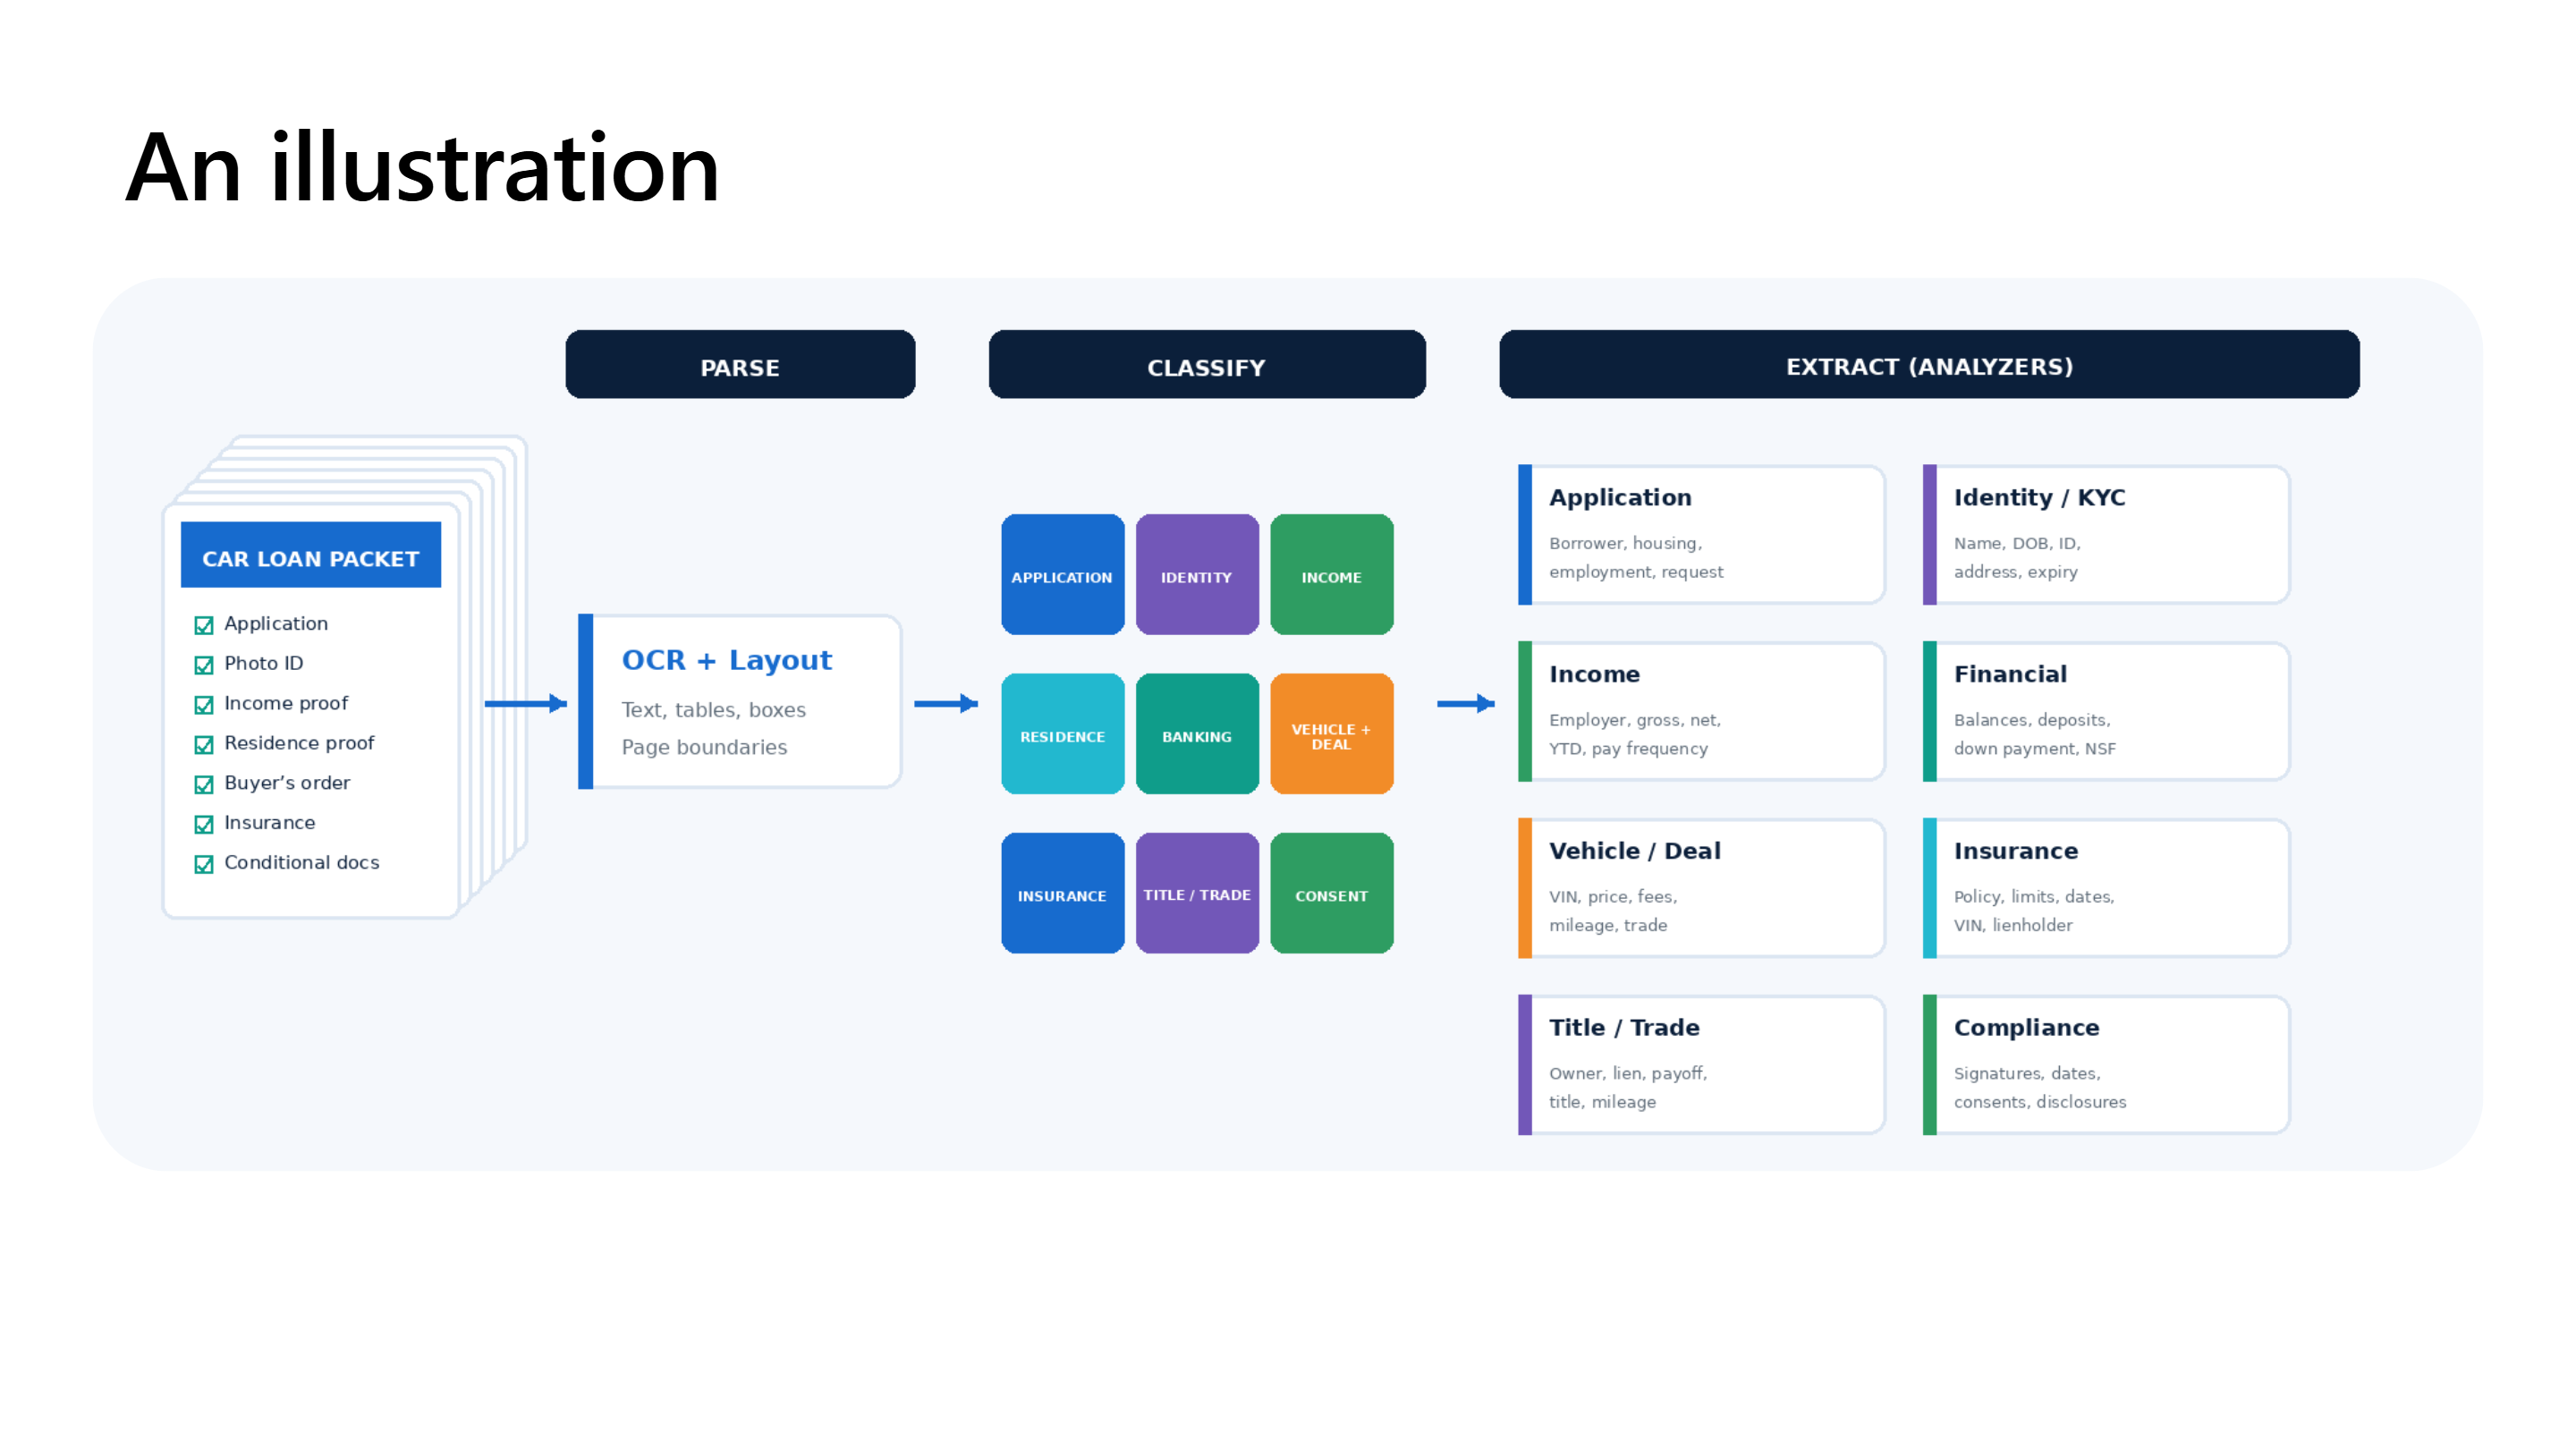 An illustration
PARSE
CLASSIFY
EXTRACT (ANALYZERS)
CAR LOAN PACKET
Application
Photo ID
Income proof
Residence proof
Buyer’s order
Insurance
Conditional docs
OCR + Layout
Text, tables, boxes
Page boundaries
APPLICATION
IDENTITY
INCOME
RESIDENCE
BANKING
VEHICLE +
DEAL
INSURANCE
TITLE / TRADE
CONSENT
Application
Borrower, housing,
employment, request
Identity / KYC
Name, DOB, ID,
address, expiry
Income
Employer, gross, net,
YTD, pay frequency
Financial
Balances, deposits,
down payment, NSF
Vehicle / Deal
VIN, price, fees,
mileage, trade
Insurance
Policy, limits, dates,
VIN, lienholder
Title / Trade
Owner, lien, payoff,
title, mileage
Compliance
Signatures, dates,
consents, disclosures